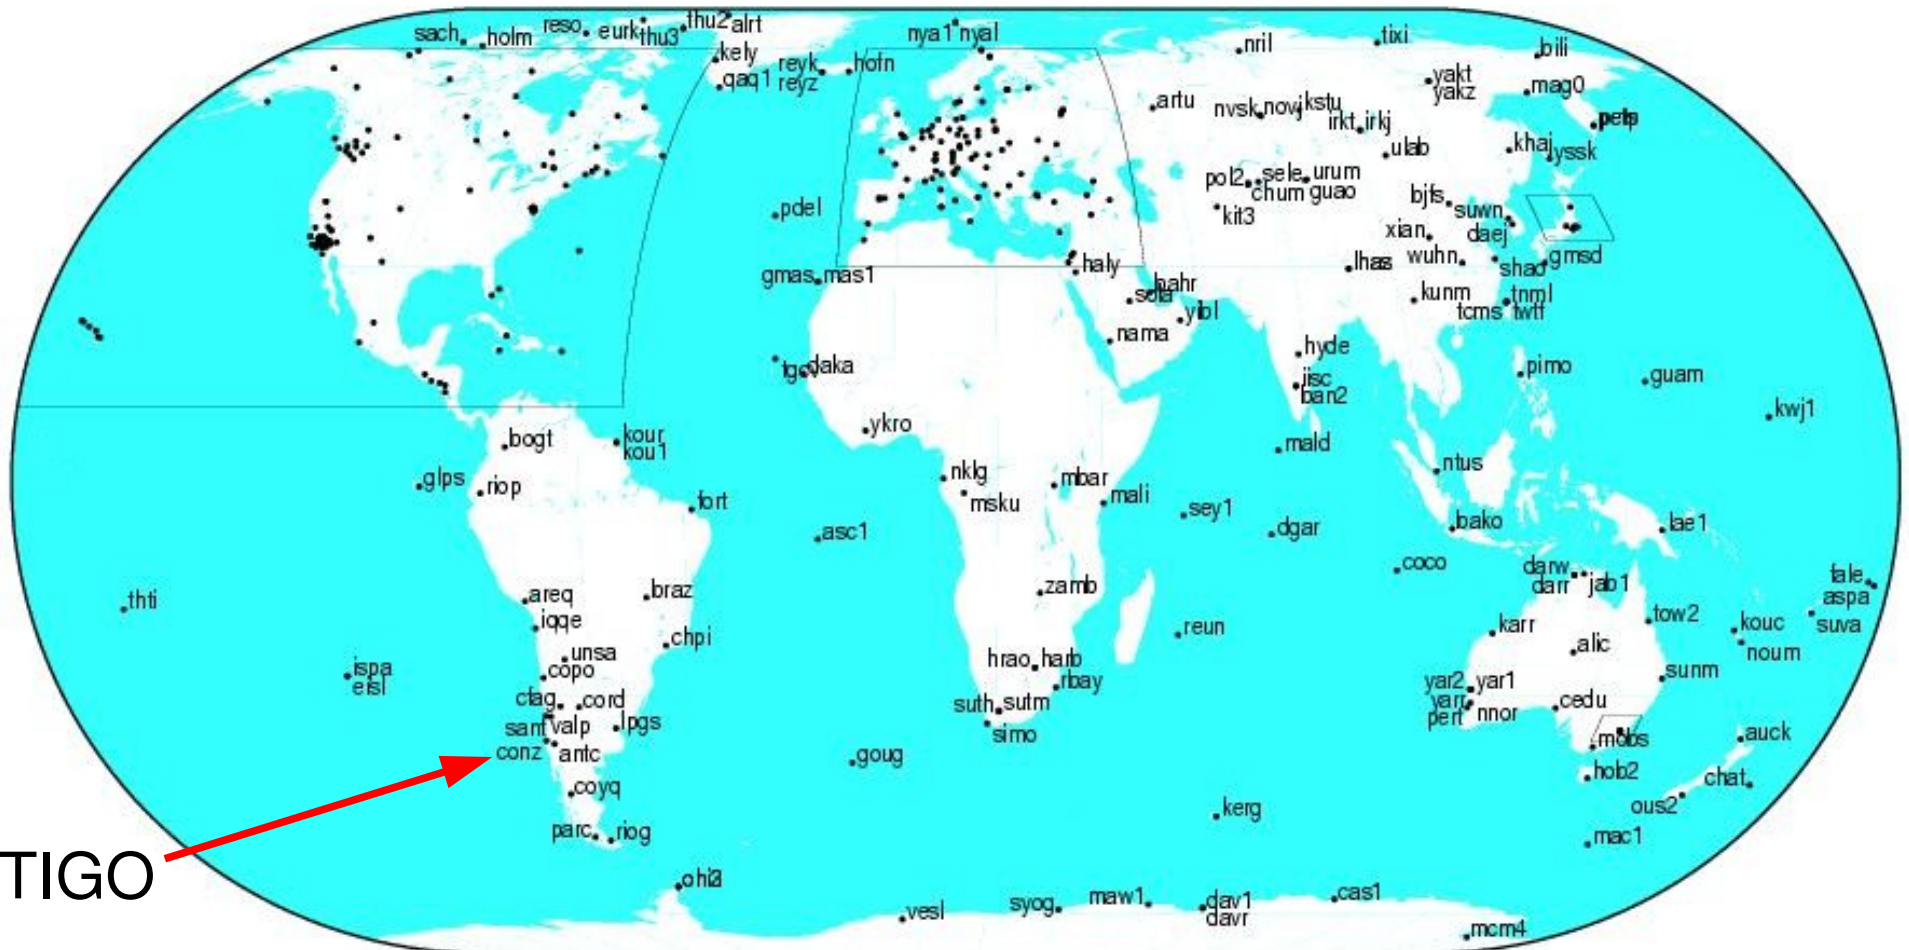 sach
holm
reso
eurk
thu3
thu2
alrt
kely
qaq1
reyk
reyz
hofn
nya1
nyal
nril
tixi
bili
yakt
yakz
mag0
artu
nvsk
novj
kstu
irkt
irkj
ulab
khaj
yssk
pol2
sele
chum
urum
guao
kit3
bjfs
suwn
daej
xian
wuhn
shao
gmsd
lhas
kunm
tnml
tcms
twtf
pdel
gmas
mas1
haly
bahr
sola
yibl
nama
daka
hyde
iisc
ban2
pimo
guam
kwj1
ykro
bogt
kour
kou1
glps
riop
nklg
msku
mbar
mali
mald
ntus
fort
asc1
sey1
dgar
bako
lae1
coco
darw
darr
jab1
fale
aspa
suva
thti
areq
braz
iqqe
chpi
zamb
reun
karr
tow2
kouc
noum
alic
unsa
copo
ispa
eisl
hrao
harb
rbay
sunm
yar2
yar1
yarr
pert
nnor
cedu
cfag
cord
sant
valp
lpgs
suth
sutm
simo
conz
antc
goug
mobs
auck
hob2
chat
ous2
coyq
kerg
parc
riog
mac1
TIGO
vesl
syog
maw1
dav1
davr
cas1
mcm4